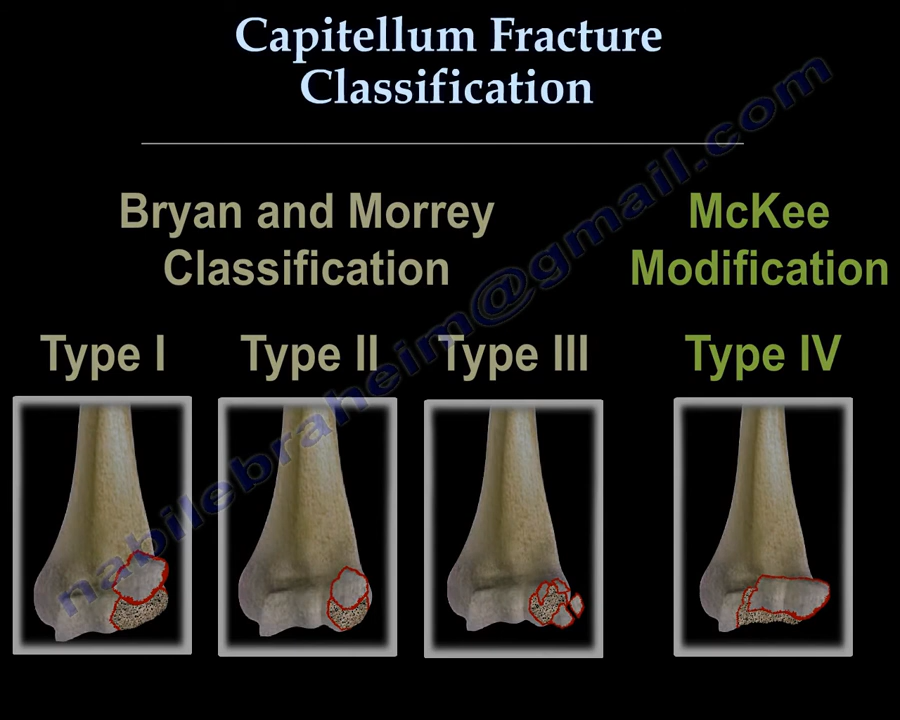 Capitellum Fracture
Classification
Bryan and Morrey
Classification
McKee
Modification
Type I
Type II
Type III
Type IV
nabilebraheim@gmail.com